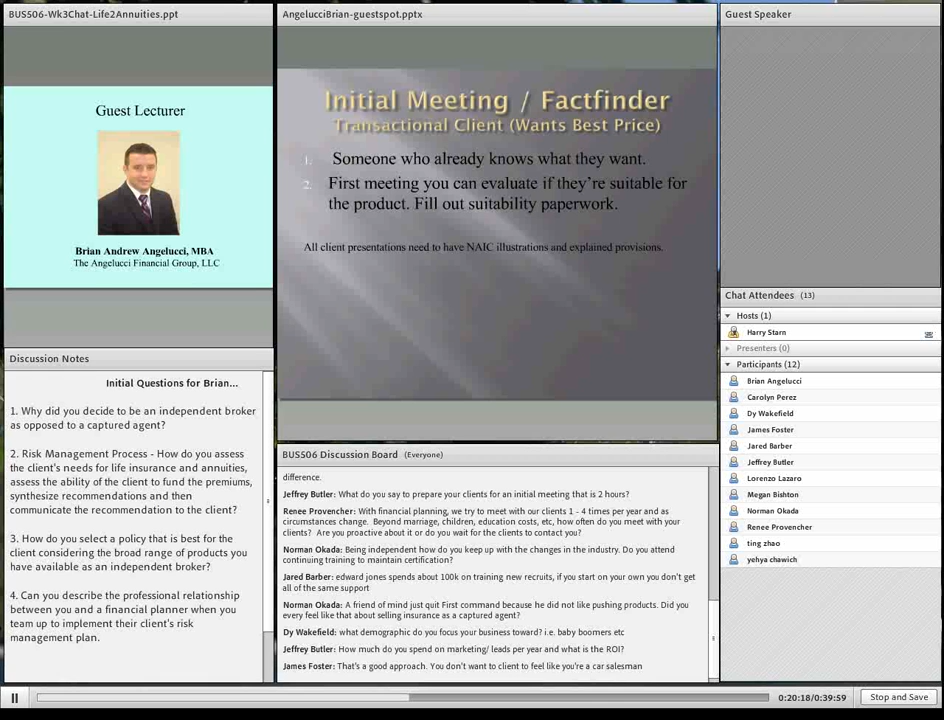 BUS506-Wk3Chat-Life2Annuities.ppt
Guest Lecturer
Brian Andrew Angelucci, MBA
The Angelucci Financial Group, LLC
Discussion Notes
Initial Questions for Brian...
1. Why did you decide to be an independent broker
as opposed to a captured agent?
2. Risk Management Process - How do you assess
the client's needs for life insurance and annuities,
assess the ability of the client to fund the premiums,
synthesize recommendations and then
communicate the recommendation to the client?
3. How do you select a policy that is best for the
client considering the broad range of products you
have available as an independent broker?
4. Can you describe the professional relationship
between you and a financial planner when you
team up to implement their client's risk
management plan.
AngelucciBrian-guestspot.pptx
Initial Meeting / Factfinder
Transactional Client (Wants Best Price)
1. Someone who already knows what they want.
2. First meeting you can evaluate if they're suitable for
the product. Fill out suitability paperwork.
All client presentations need to have NAIC illustrations and explained provisions.
BUS506 Discussion Board (Everyone)
difference.
Jeffrey Butler: What do you say to prepare your clients for an initial meeting that is 2 hours?
Renee Provencher: With financial planning, we try to meet with our clients 1 - 4 times per year and as
circumstances change. Beyond marriage, children, education costs, etc, how often do you meet with your
clients? Are you proactive about it or do you wait for the clients to contact you?
Norman Okada: Being independent how do you keep up with the changes in the industry. Do you attend
continuing training to maintain certification?
Jared Barber: edward jones spends about 100k on training new recruits, if you start on your own you don't get
all of the same support
Norman Okada: A friend of mind just quit First command because he did not like pushing products. Did you
every feel like that about selling insurance as a captured agent?
Dy Wakefield: what demographic do you focus your business toward? i.e. baby boomers etc
Jeffrey Butler: How much do you spend on marketing/ leads per year and what is the ROI?
James Foster: That's a good approach. You don't want to client to feel like you're a car salesman
Guest Speaker
Chat Attendees (13)
Hosts (1)
Harry Starn
Presenters (0)
Participants (12)
Brian Angelucci
Carolyn Perez
Dy Wakefield
James Foster
Jared Barber
Jeffrey Butler
Lorenzo Lazaro
Megan Bishton
Norman Okada
Renee Provencher
ting zhao
yehya chawich
0:20:18/0:39:59
Stop and Save